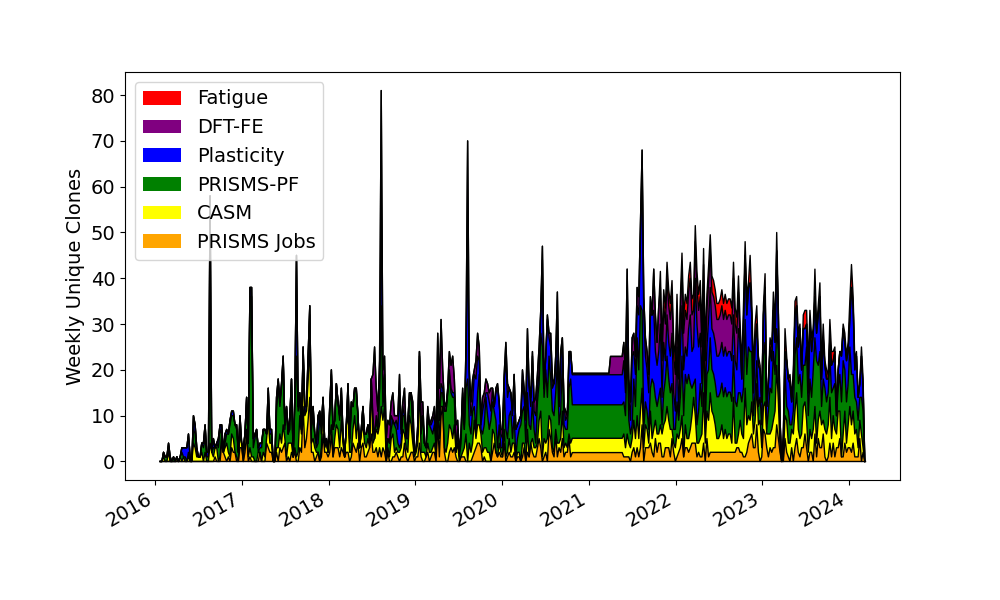 80
70
60
50
40
30
20
10
0
Weekly Unique Clones
Fatigue
DFT-FE
Plasticity
PRISMS-PF
CASM
PRISMS Jobs
2016
2017
2018
2019
2020
2021
2022
2023
2024